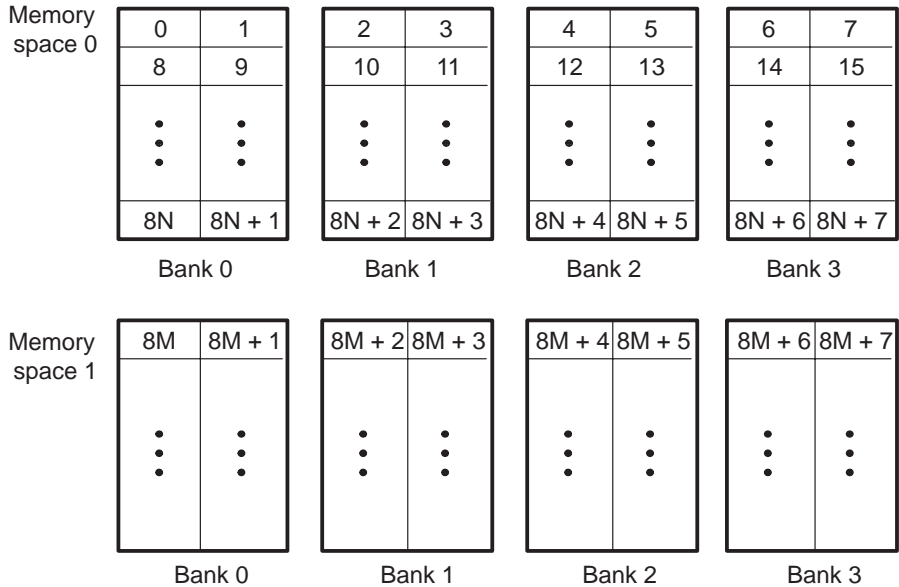 Memory
space 0
0 1 2 3 4 5 6 7
8 9 10 11 12 13 14 15
8N 8N + 1 8N + 2 8N + 3 8N + 4 8N + 5 8N + 6 8N + 7
Bank 0 Bank 1 Bank 2 Bank 3
Memory
space 1
8M 8M + 1 8M + 2 8M + 3 8M + 4 8M + 5 8M + 6 8M + 7
Bank 0 Bank 1 Bank 2 Bank 3